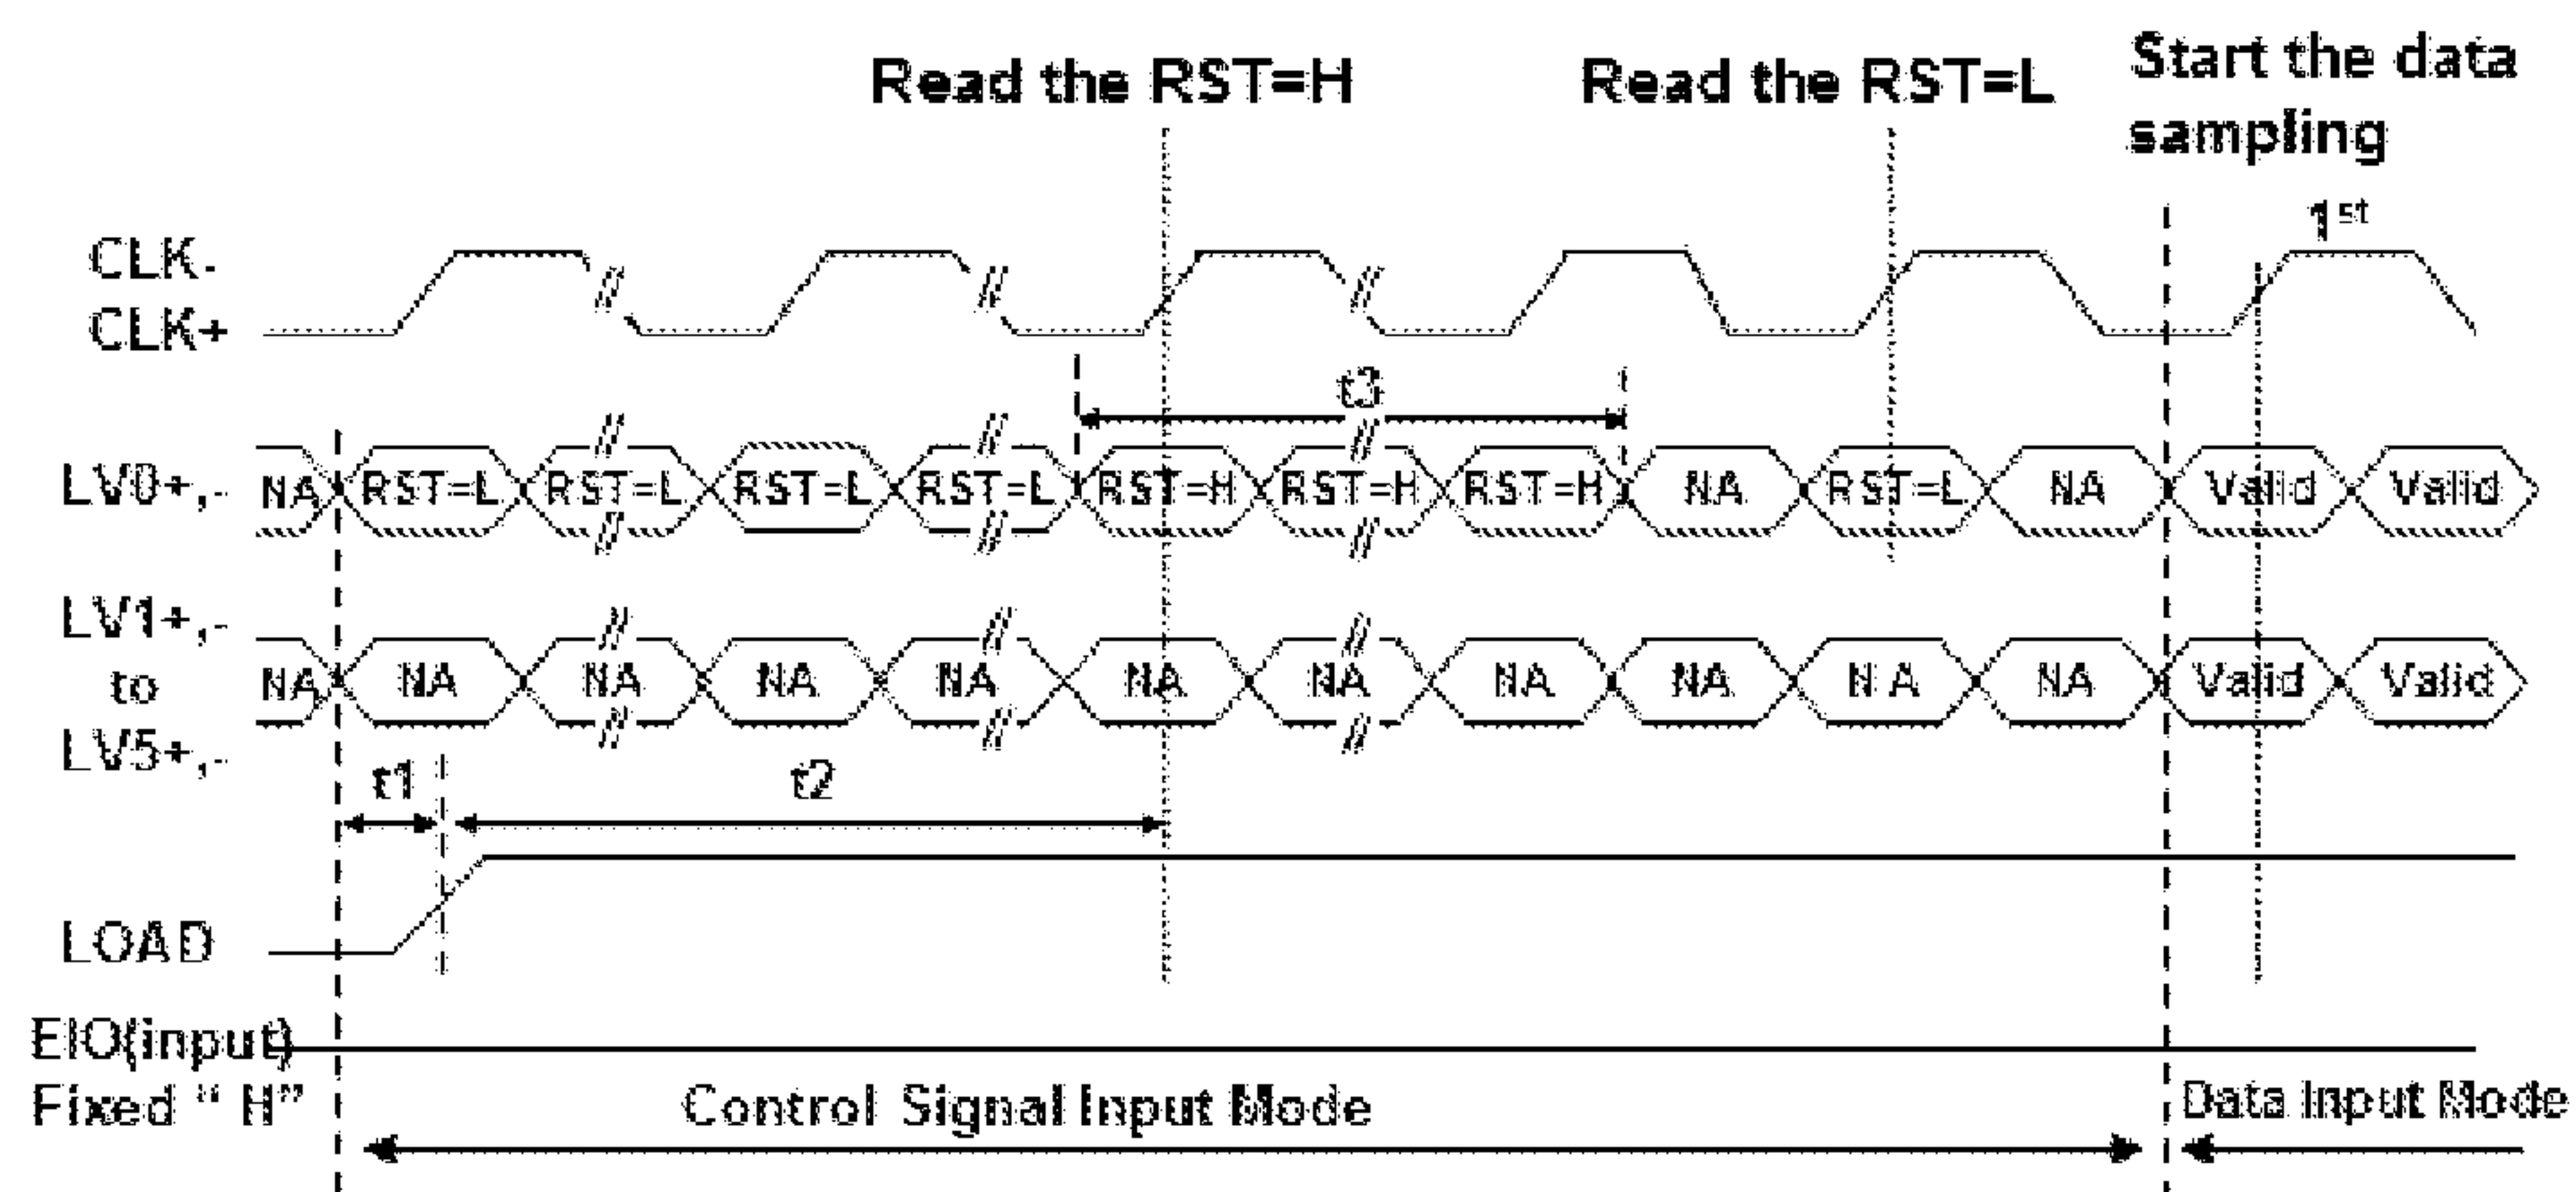 Read the RST=H
Read the RST=L
Start the data
sampling
1st
CLK-
CLK+
t3
LV0+,-
NA RST=L RST=L RST=L RST=L RST=H RST=H RST=H NA RST=L NA Valid Valid
LV1+,-
to
LV5+,-
NA NA NA NA NA NA NA NA NA N A NA Valid Valid
t1
t2
LOAD
EIO(input)
Fixed “ H”
Control Signal Input Mode
Data Input Mode